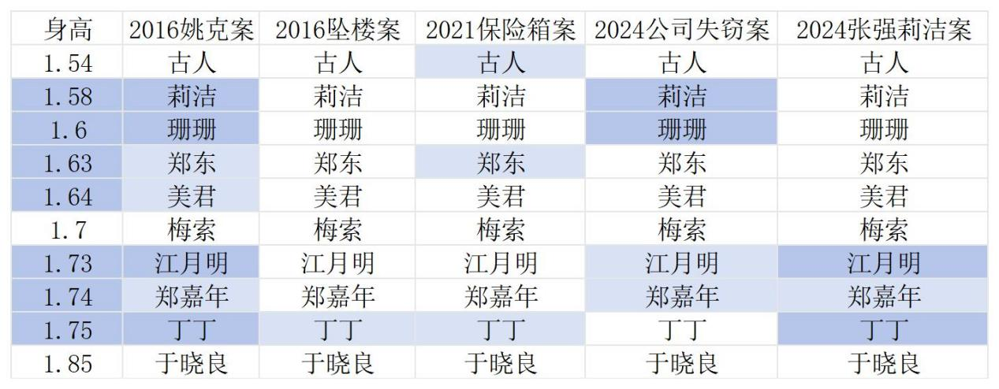 身高 2016姚克案 2016坠楼案 2021保险箱案 2024公司失窃案 2024张强莉洁案
1.54 古人 古人 古人 古人 古人
1.58 莉洁 莉洁 莉洁 莉洁 莉洁
1.6 珊珊 珊珊 珊珊 珊珊 珊珊
1.63 郑东 郑东 郑东 郑东 郑东
1.64 美君 美君 美君 美君 美君
1.7 梅索 梅索 梅索 梅索 梅索
1.73 江月明 江月明 江月明 江月明 江月明
1.74 郑嘉年 郑嘉年 郑嘉年 郑嘉年 郑嘉年
1.75 丁丁 丁丁 丁丁 丁丁 丁丁
1.85 于晓良 于晓良 于晓良 于晓良 于晓良